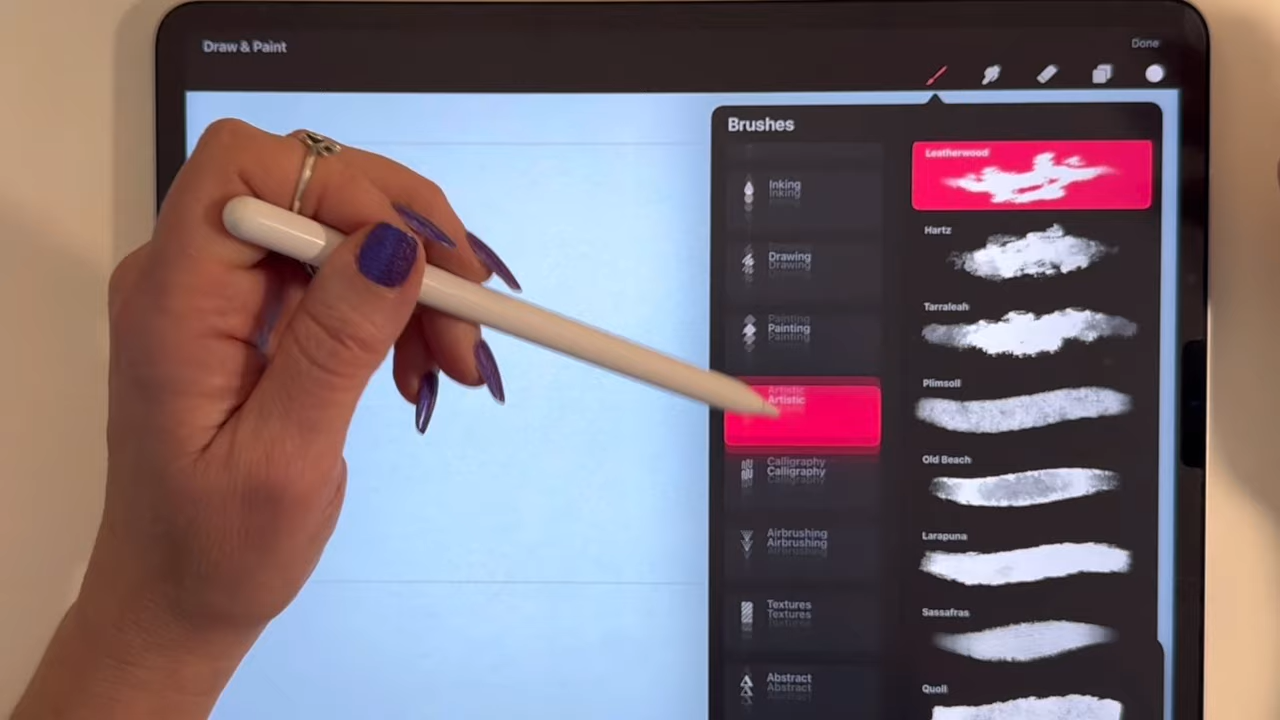 Draw & Paint
Done
Brushes
Inking
Drawing
Painting
Artistic
Calligraphy
Airbrushing
Textures
Abstract
Leatherwood
Hartz
Tarraleah
Plimsoll
Old Beach
Larapuna
Sassafras
Quoll